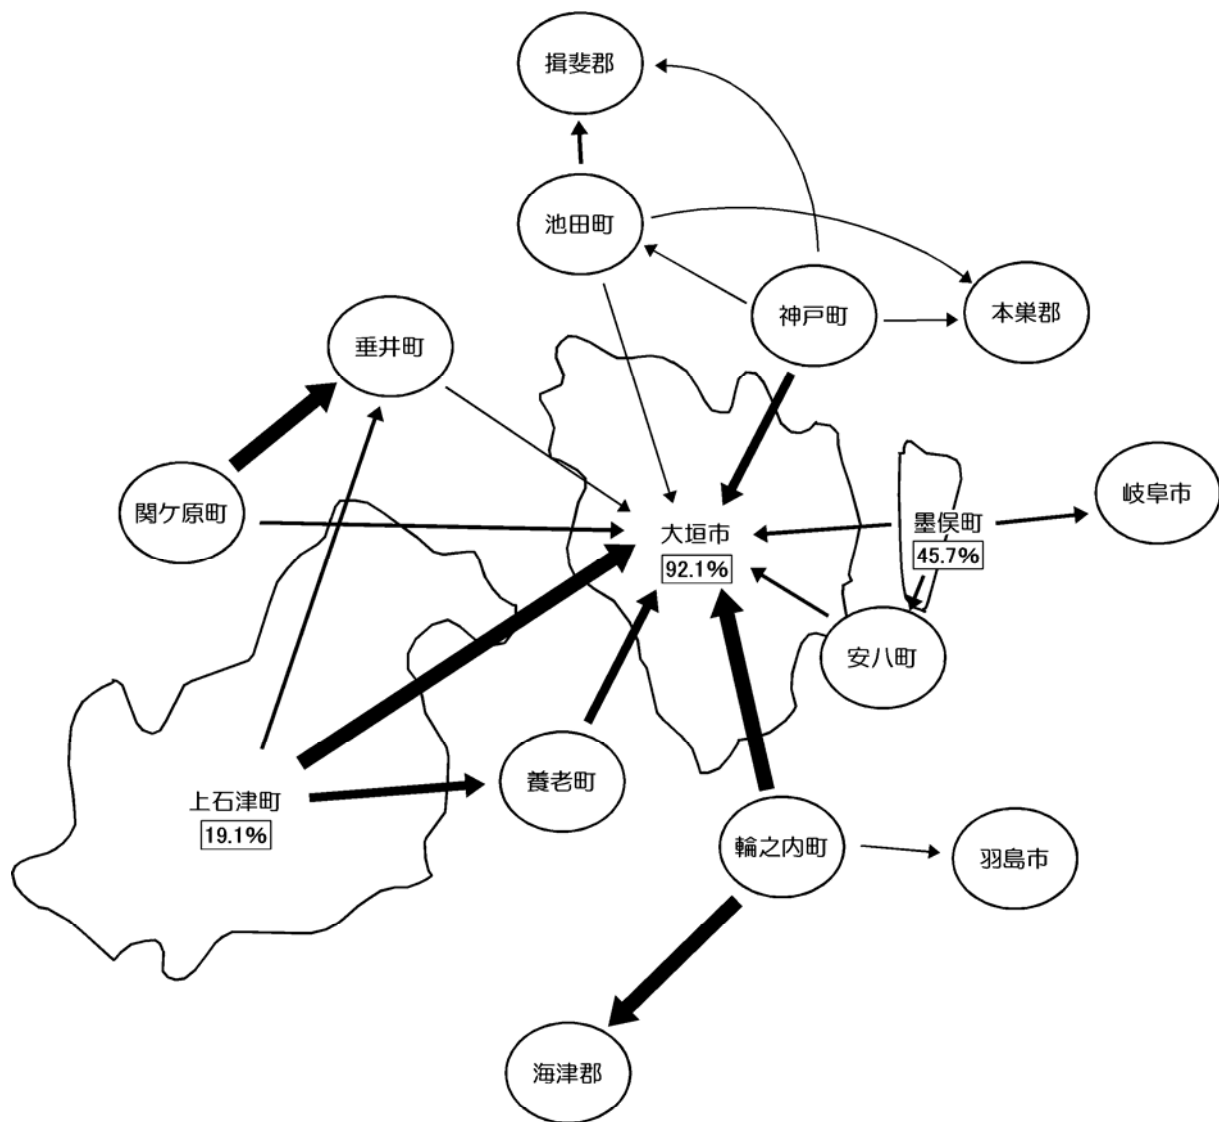 揖斐郡
池田町
神戸町
本巣郡
垂井町
関ケ原町
岐阜市
大垣市
92.1%
墨俣町
45.7%
安八町
養老町
上石津町
19.1%
輪之内町
羽島市
海津郡